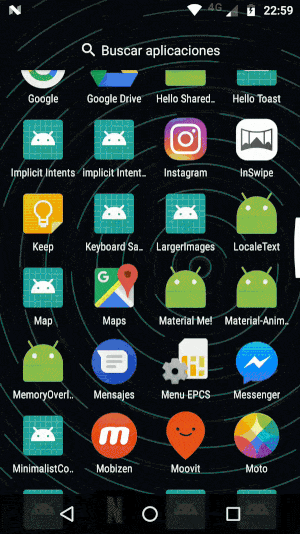 4G 22:59
Buscar aplicaciones
Google Google Drive Hello Shared.. Hello Toast
Implicit Intents Implicit Intent.. Instagram InSwipe
Keep Keyboard Sa.. LargerImages LocaleText
Map Maps Material Me! Material-Anim..
MemoryOverl.. Mensajes Menu EPCS Messenger
MinimalistCo.. Mobizen Moovit Moto